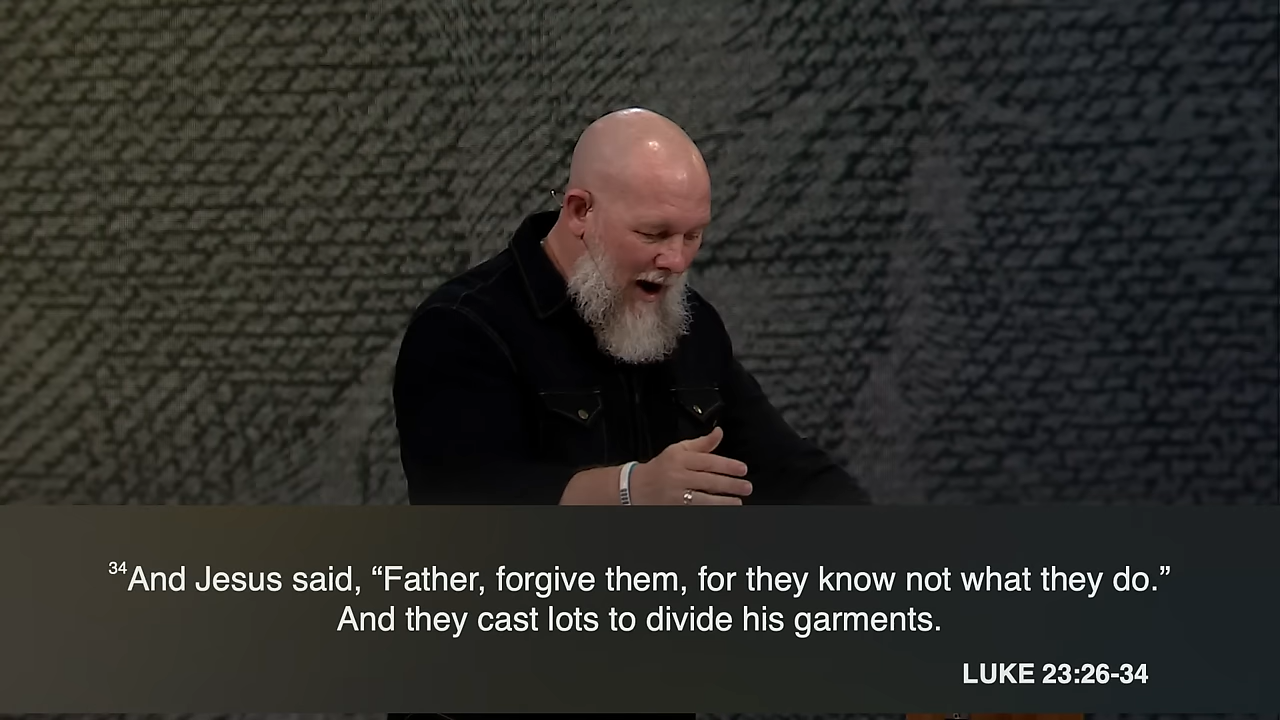 34And Jesus said, “Father, forgive them, for they know not what they do.”
And they cast lots to divide his garments.
LUKE 23:26-34